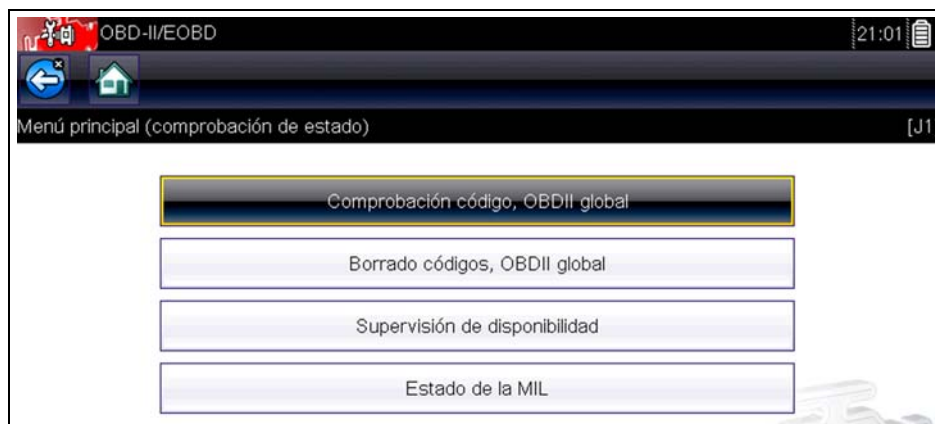 OBD-II/EOBD 21:01
Menú principal (comprobación de estado) [J1
Comprobación código, OBDII global
Borrado códigos, OBDII global
Supervisión de disponibilidad
Estado de la MIL